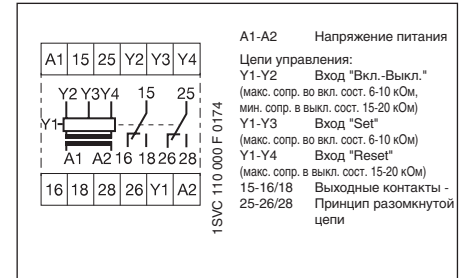 A1 15 25 Y2 Y3 Y4
Y2 Y3Y4 15 25
Y1
A1 A2 16 18 26 28
16 18 28 26 Y1 A2
1SVC 110 000 F 0174
A1-A2 Напряжение питания
Цепи управления:
Y1-Y2 Вход "Вкл.-Выкл."
(макс. сопр. во вкл. сост. 6-10 кОм,
мин. сопр. в выкл. сост. 15-20 кОм)
Y1-Y3 Вход "Set"
(макс. сопр. во вкл. сост. 6-10 кОм)
Y1-Y4 Вход "Reset"
(макс. сопр. в выкл. сост. 15-20 кОм)
15-16/18 Выходные контакты -
25-26/28 Принцип разомкнутой
цепи